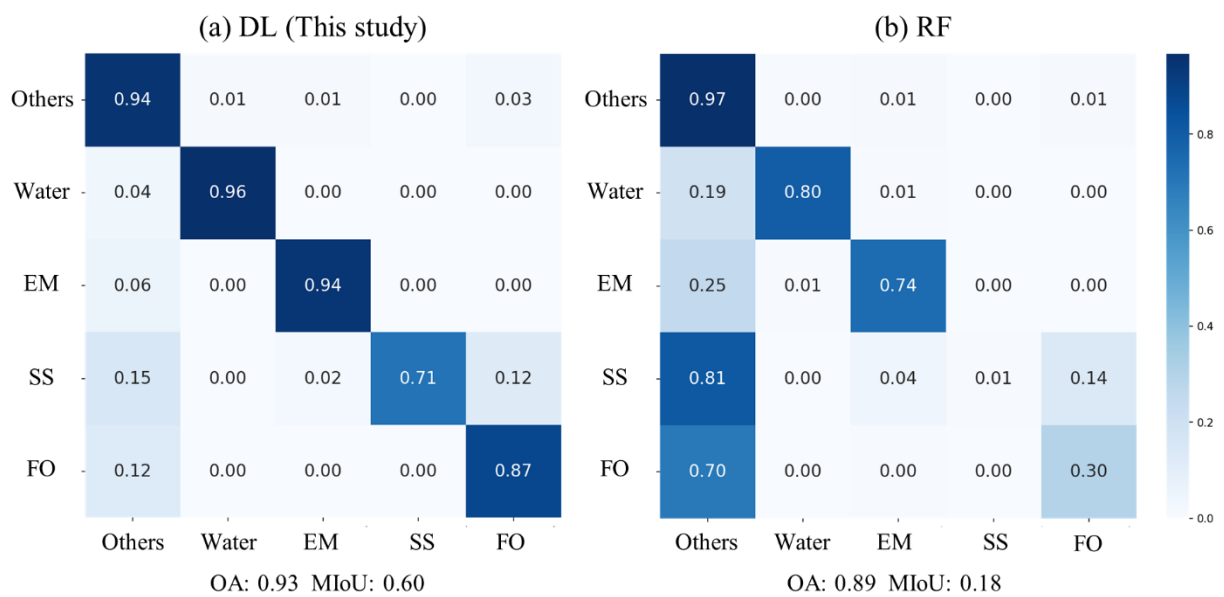 (a) DL (This study)
Others 0.94 0.01 0.01 0.00 0.03
Water 0.04 0.96 0.00 0.00 0.00
EM 0.06 0.00 0.94 0.00 0.00
SS 0.15 0.00 0.02 0.71 0.12
FO 0.12 0.00 0.00 0.00 0.87
Others Water EM SS FO
OA: 0.93 MIoU: 0.60
(b) RF
Others 0.97 0.00 0.01 0.00 0.01
Water 0.19 0.80 0.01 0.00 0.00
EM 0.25 0.01 0.74 0.00 0.00
SS 0.81 0.00 0.04 0.01 0.14
FO 0.70 0.00 0.00 0.00 0.30
Others Water EM SS FO
OA: 0.89 MIoU: 0.18
0.8
0.6
0.4
0.2
0.0